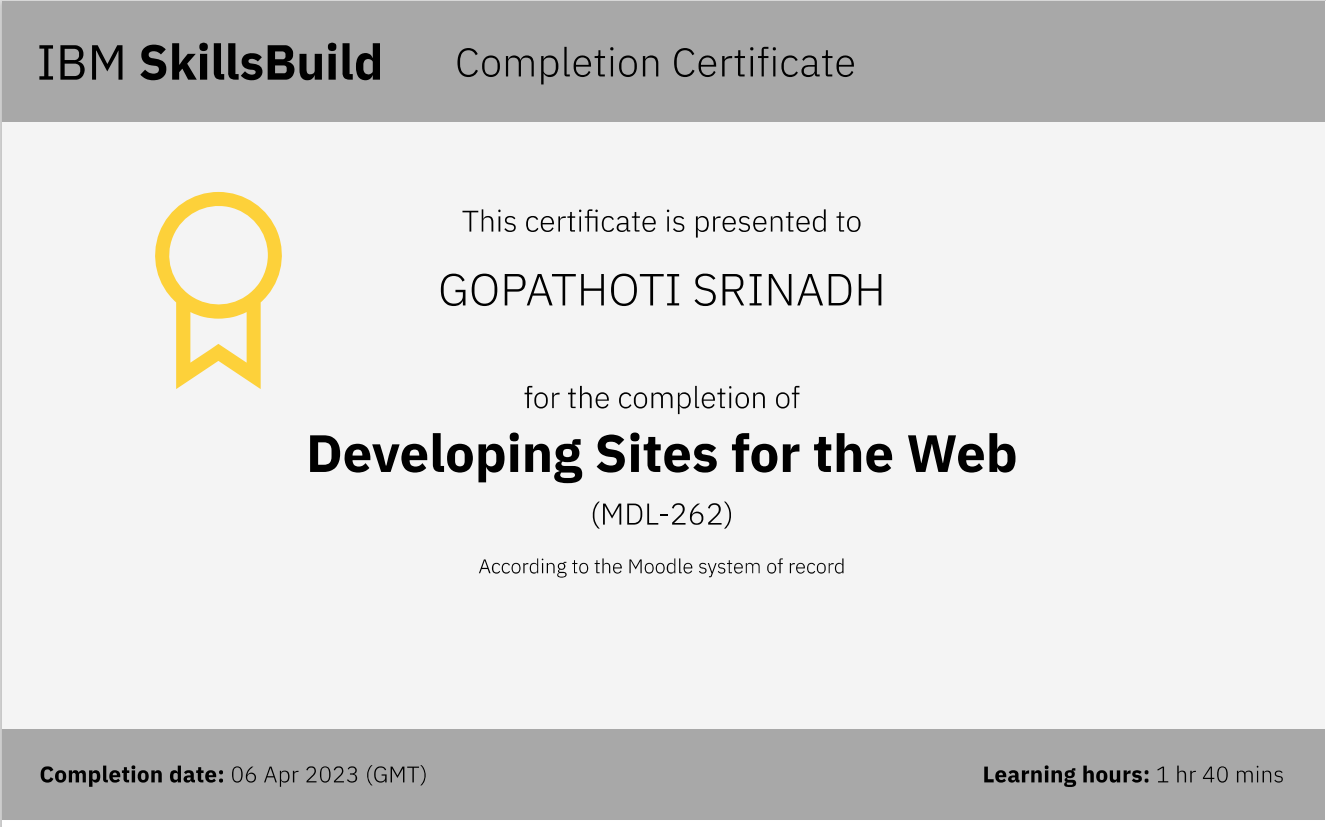 IBM SkillsBuild Completion Certificate
This certificate is presented to
GOPATHOTI SRINADH
for the completion of
Developing Sites for the Web
(MDL-262)
According to the Moodle system of record
Completion date: 06 Apr 2023 (GMT)
Learning hours: 1 hr 40 mins